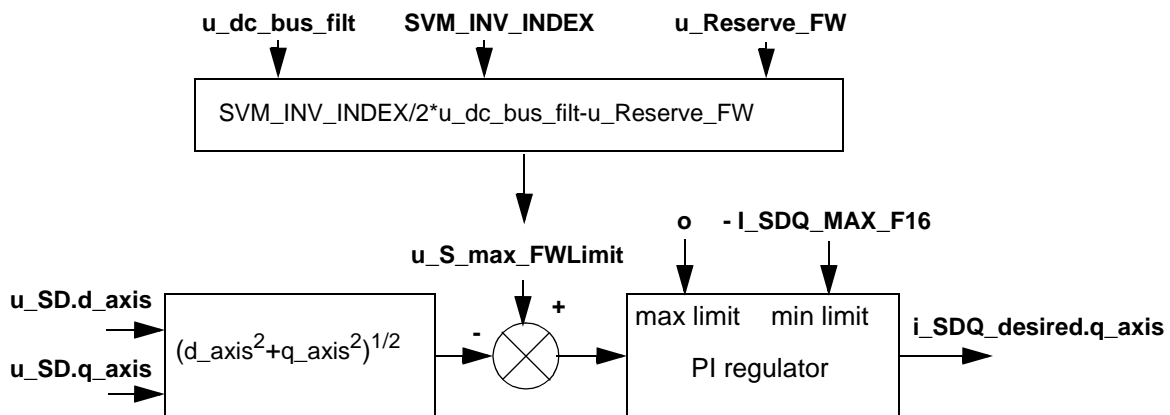 u_dc_bus_filt SVM_INV_INDEX u_Reserve_FW
SVM_INV_INDEX/2*u_dc_bus_filt-u_Reserve_FW
o - I_SDQ_MAX_F16
u_S_max_FWLimit
u_SD.d_axis
+
max limit min limit
i_SDQ_desired.q_axis
-
(d_axis²+q_axis²)^1/2
PI regulator
u_SD.q_axis